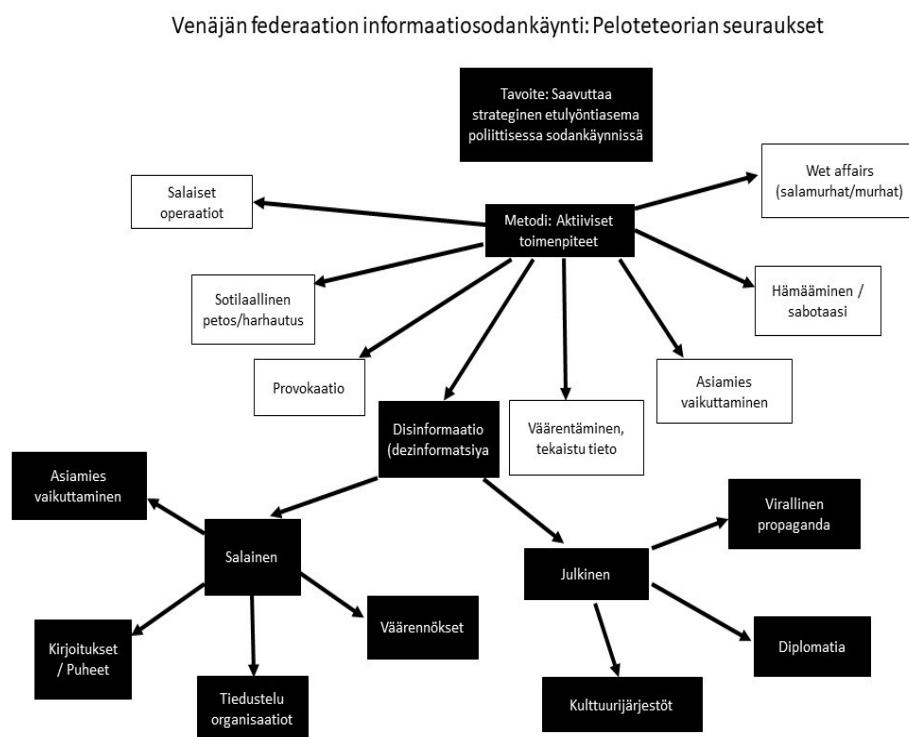 Venäjän federaation informaatiosodankäynti: Peloteteorian seuraukset
Tavoite: Saavuttaa
strateginen etulyöntiasema
poliittisessa sodankäynnissä
Wet affairs
(salamurhat/murhat)
Salaiset
operaatiot
Metodi: Aktiiviset
toimenpiteet
Sotilaallinen
petos/harhautus
Hämääminen /
sabotaasi
Provokaatio
Asiamies
vaikuttaminen
Disinformaatio
(dezinformatsiya
Väärentäminen,
tekaistu tieto
Asiamies
vaikuttaminen
Virallinen
propaganda
Salainen
Julkinen
Väärennökset
Kirjoitukset
/ Puheet
Diplomatia
Tiedustelu
organisaatiot
Kulttuurijärjestöt